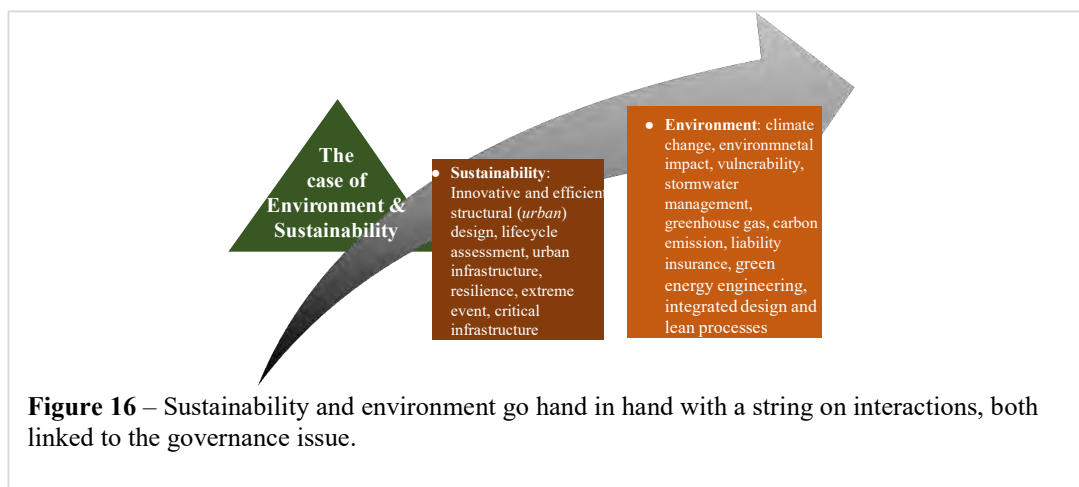 The
case of
Environment &
Sustainability
● Sustainability:
Innovative and efficient
structural (urban)
design, lifecycle
assessment, urban
infrastructure,
resilience, extreme
event, critical
infrastructure
● Environment: climate
change, environmnetal
impact, vulnerability,
stormwater
management,
greenhouse gas, carbon
emission, liability
insurance, green
energy engineering,
integrated design and
lean processes
Figure 16 – Sustainability and environment go hand in hand with a string on interactions, both
linked to the governance issue.